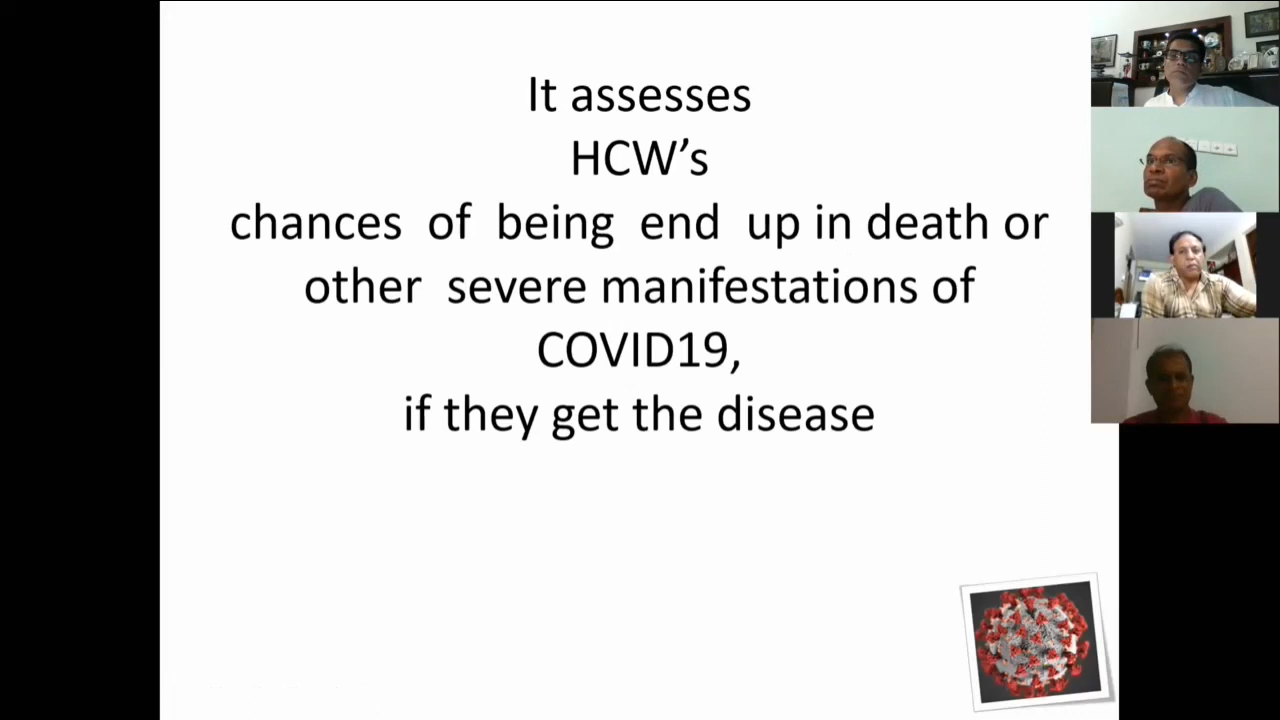 It assesses
HCW’s
chances of being end up in death or
other severe manifestations of
COVID19,
if they get the disease